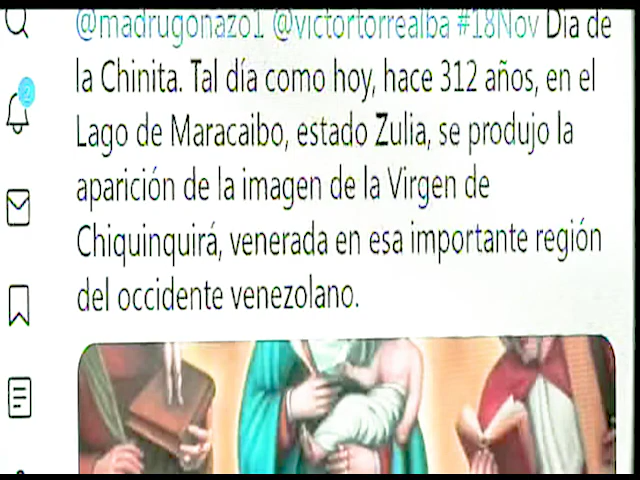 @madrugonazo1 @victortorrealba #18Nov Día de
la Chinita. Tal día como hoy, hace 312 años, en el
Lago de Maracaibo, estado Zulia, se produjo la
aparición de la imagen de la Virgen de
Chiquinquirá, venerada en esa importante región
del occidente venezolano.